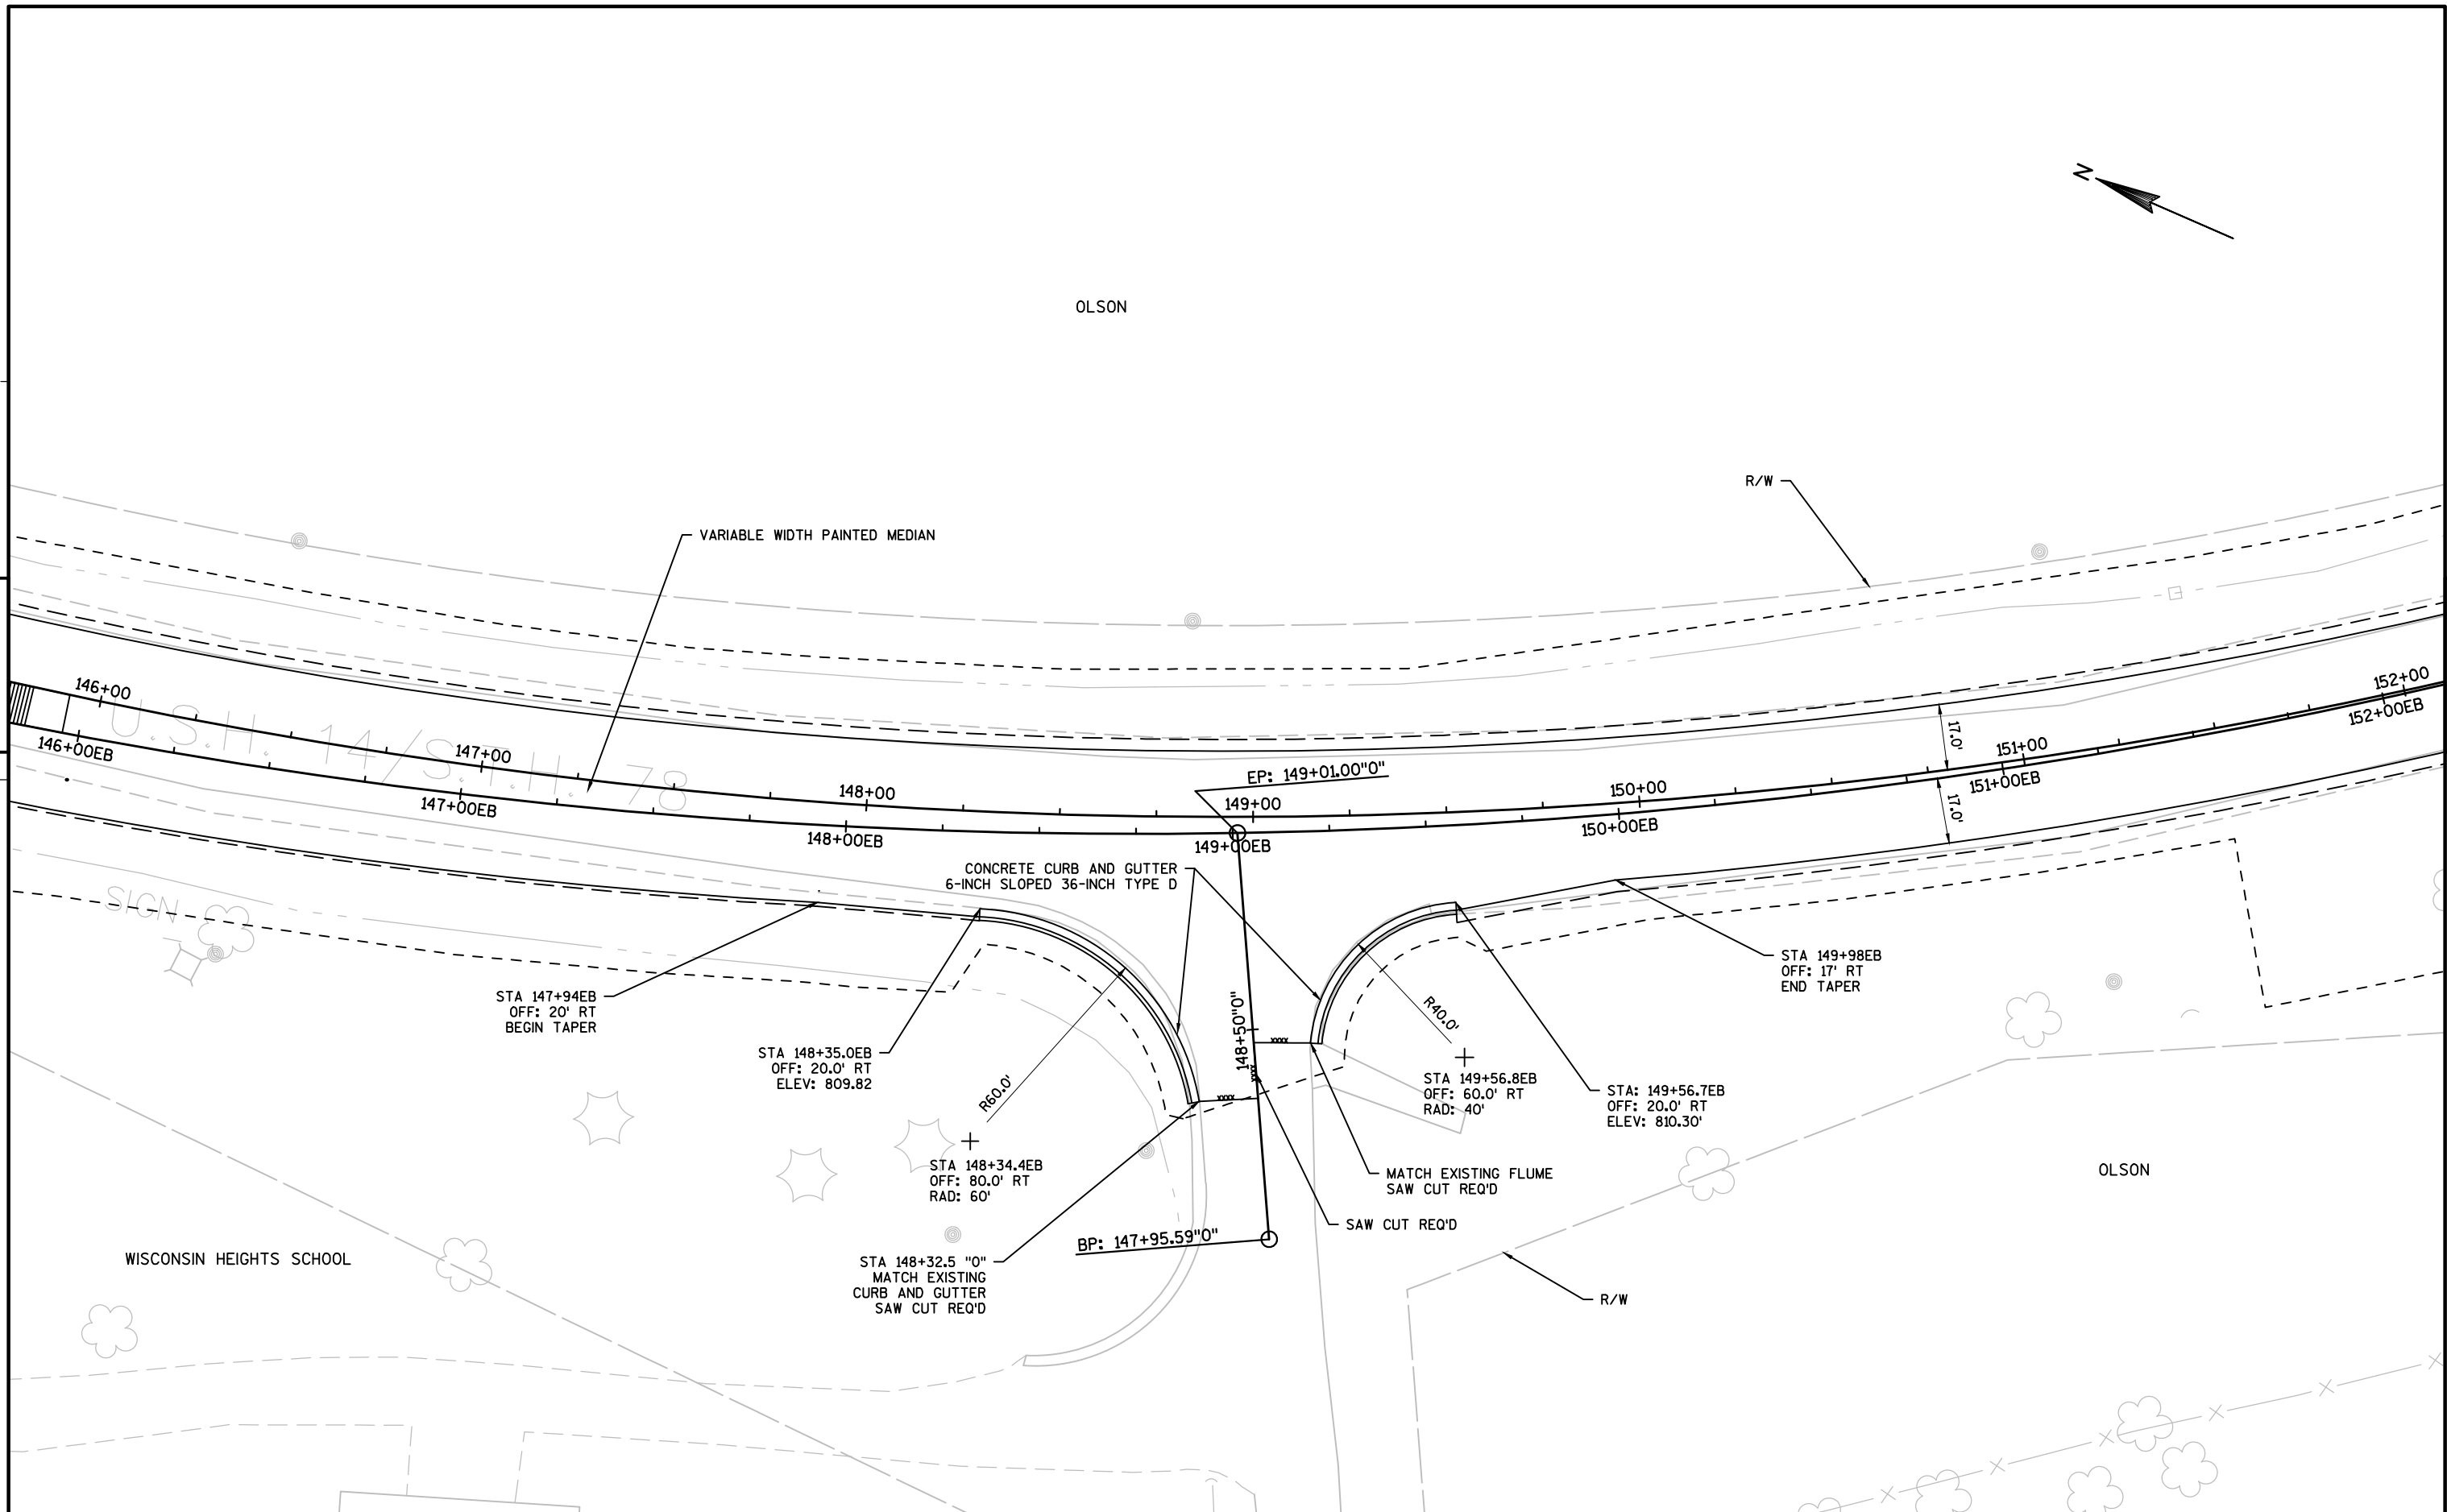 N
OLSON
R/W
VARIABLE WIDTH PAINTED MEDIAN
146+00
147+00
148+00
149+00
150+00
151+00
152+00
U.S.H. 14/S.T.H. 78
146+00EB
147+00EB
148+00EB
149+00EB
150+00EB
151+00EB
152+00EB
17.0'
17.0'
EP: 149+01.00"O"
CONCRETE CURB AND GUTTER
6-INCH SLOPED 36-INCH TYPE D
SIGN
STA 147+94EB
OFF: 20' RT
BEGIN TAPER
STA 148+35.0EB
OFF: 20.0' RT
ELEV: 809.82
R60.0'
148+50"O"
R40.0'
STA 149+98EB
OFF: 17' RT
END TAPER
STA 149+56.8EB
OFF: 60.0' RT
RAD: 40'
STA: 149+56.7EB
OFF: 20.0' RT
ELEV: 810.30'
STA 148+34.4EB
OFF: 80.0' RT
RAD: 60'
MATCH EXISTING FLUME
SAW CUT REQ'D
SAW CUT REQ'D
OLSON
BP: 147+95.59"O"
WISCONSIN HEIGHTS SCHOOL
STA 148+32.5 "O"
MATCH EXISTING
CURB AND GUTTER
SAW CUT REQ'D
R/W